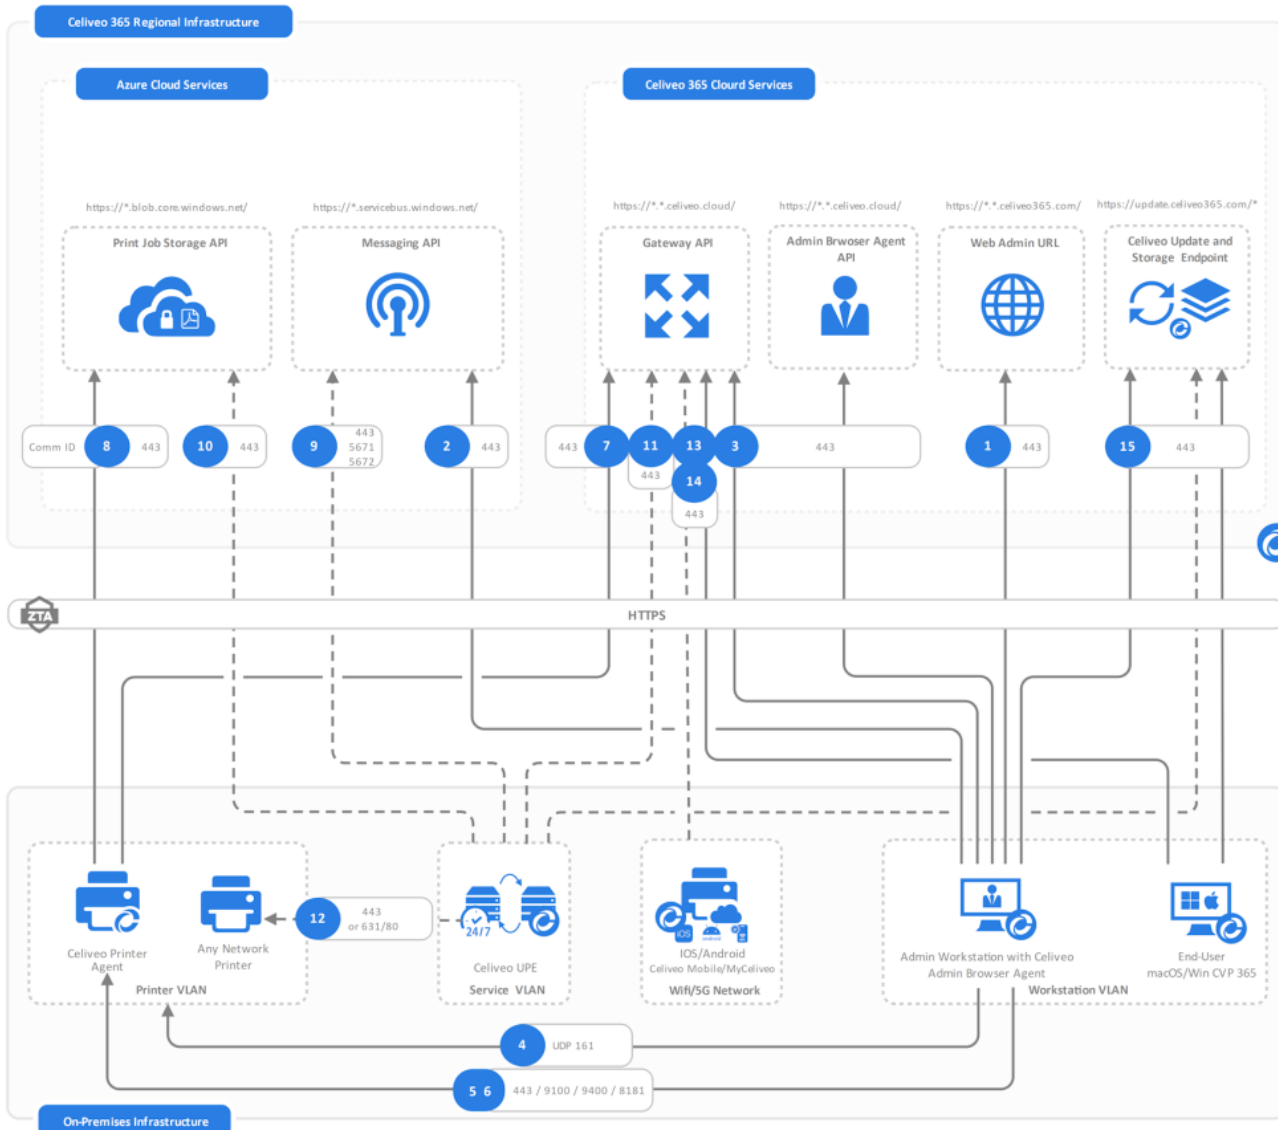 Celiveo 365 Regional Infrastructure
Azure Cloud Services
Celiveo 365 Clourd Services
https://*.blob.core.windows.net/
https://*.servicebus.windows.net/
https://*.*.celiveo.cloud/
https://*.*.celiveo.cloud/
https://*.*.celiveo365.com/
https://update.celiveo365.com/*
Print Job Storage API
Messaging API
Gateway API
Admin Brwoser Agent
API
Web Admin URL
Celiveo Update and
Storage Endpoint
Comm ID
8
443
10
443
9
443
5671
5672
2
443
443
7
11
443
13
14
443
3
443
1
443
15
443
ZTA
HTTPS
12
443
or 631/80
24/7
iOS
android
Celiveo Printer
Agent
Any Network
Printer
Printer VLAN
Celiveo UPE
Service VLAN
IOS/Android
Celiveo Mobile/MyCeliveo
Wifi/5G Network
Admin Workstation with Celiveo
Admin Browser Agent
End-User
macOS/Win CVP 365
Workstation VLAN
4
UDP 161
5 6
443 / 9100 / 9400 / 8181
On-Premises Infrastructure